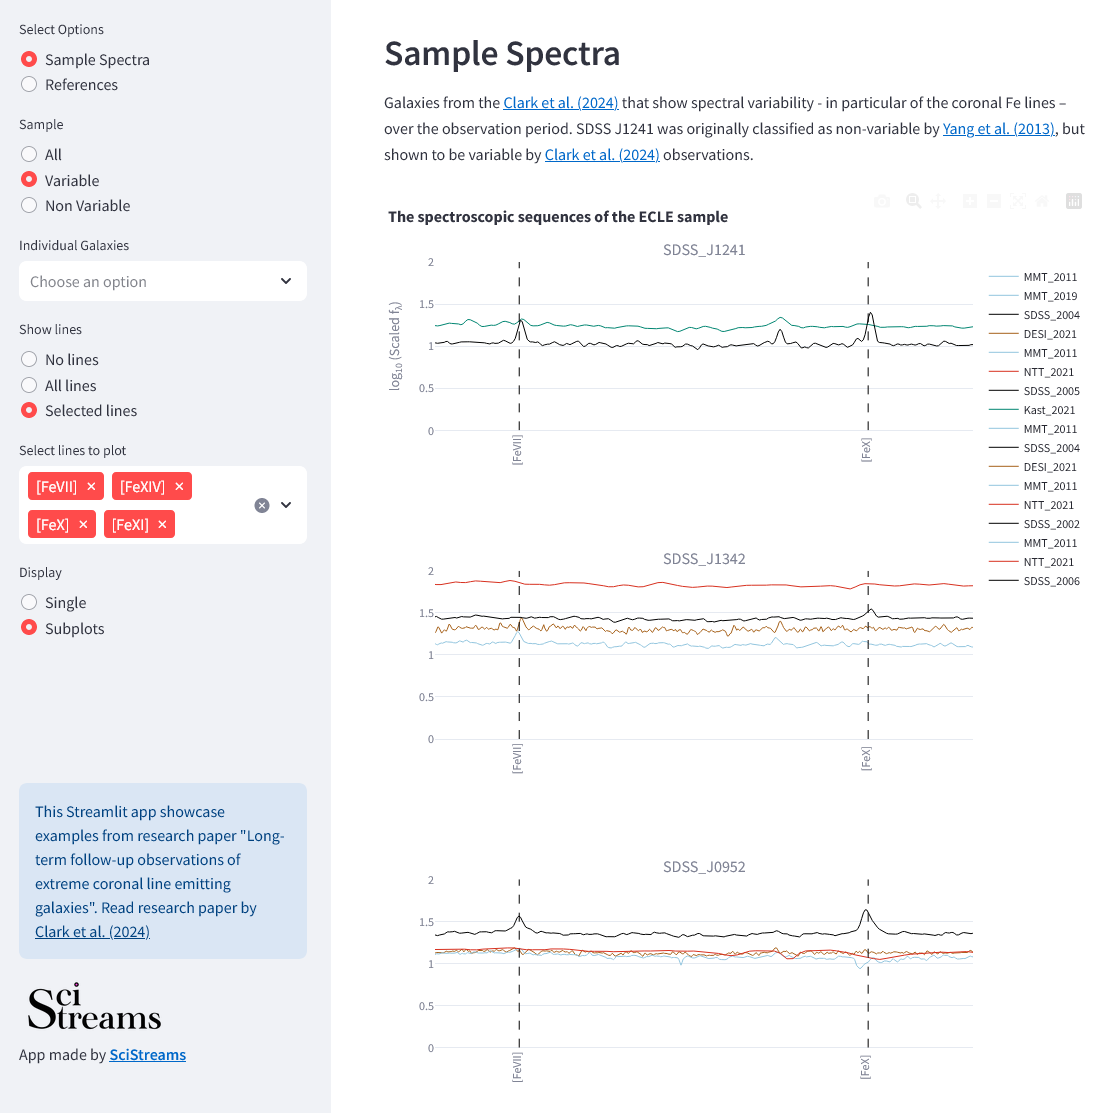 Select Options
Sample Spectra
References
Sample
All
Variable
Non Variable
Individual Galaxies
Choose an option
Show lines
No lines
All lines
Selected lines
Select lines to plot
[FeVII] × [FeXIV] ×
[FeX] × [FeXI] ×
Display
Single
Subplots
This Streamlit app showcase
examples from research paper "Long-
term follow-up observations of
extreme coronal line emitting
galaxies". Read research paper by
Clark et al. (2024)
Sci
Streams
App made by SciStreams
Sample Spectra
Galaxies from the Clark et al. (2024) that show spectral variability - in particular of the coronal Fe lines –
over the observation period. SDSS J1241 was originally classified as non-variable by Yang et al. (2013), but
shown to be variable by Clark et al. (2024) observations.
The spectroscopic sequences of the ECLE sample
SDSS_J1241
log₁₀ (Scaled f_λ)
2
1.5
1
0.5
0
[FeVII]
[FeX]
SDSS_J1342
2
1.5
1
0.5
0
[FeVII]
[FeX]
SDSS_J0952
2
1.5
1
0.5
0
[FeVII]
[FeX]
MMT_2011
MMT_2019
SDSS_2004
DESI_2021
MMT_2011
NTT_2021
SDSS_2005
Kast_2021
MMT_2011
SDSS_2004
DESI_2021
MMT_2011
NTT_2021
SDSS_2002
MMT_2011
NTT_2021
SDSS_2006